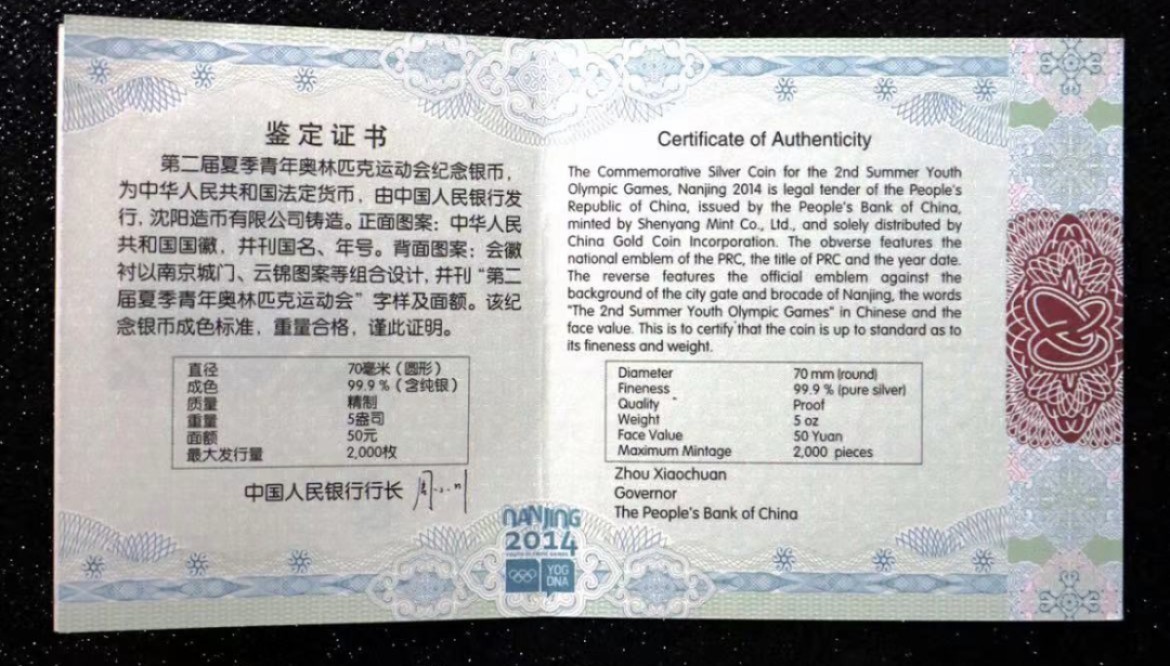 鉴定证书
第二届夏季青年奥林匹克运动会纪念银币，
为中华人民共和国法定货币，由中国人民银行发
行，沈阳造币有限公司铸造。正面图案：中华人民
共和国国徽，并刊国名、年号。背面图案：会徽
衬以南京城门、云锦图案等组合设计，并刊“第二
届夏季青年奥林匹克运动会”字样及面额。该纪
念银币成色标准，重量合格，谨此证明。
直径 70毫米（圆形）
成色 99.9％（含纯银）
质量 精制
重量 5盎司
面额 50元
最大发行量 2,000枚
中国人民银行行长
Certificate of Authenticity
The Commemorative Silver Coin for the 2nd Summer Youth
Olympic Games, Nanjing 2014 is legal tender of the People's
Republic of China, issued by the People's Bank of China,
minted by Shenyang Mint Co., Ltd., and solely distributed by
China Gold Coin Incorporation. The obverse features the
national emblem of the PRC, the title of PRC and the year date.
The reverse features the official emblem against the
background of the city gate and brocade of Nanjing, the words
"The 2nd Summer Youth Olympic Games" in Chinese and the
face value. This is to certify that the coin is up to standard as to
its fineness and weight.
Diameter 70 mm (round)
Fineness 99.9 % (pure silver)
Quality Proof
Weight 5 oz
Face Value 50 Yuan
Maximum Mintage 2,000 pieces
Zhou Xiaochuan
Governor
The People's Bank of China
NANJING
2014
YOG
DNA